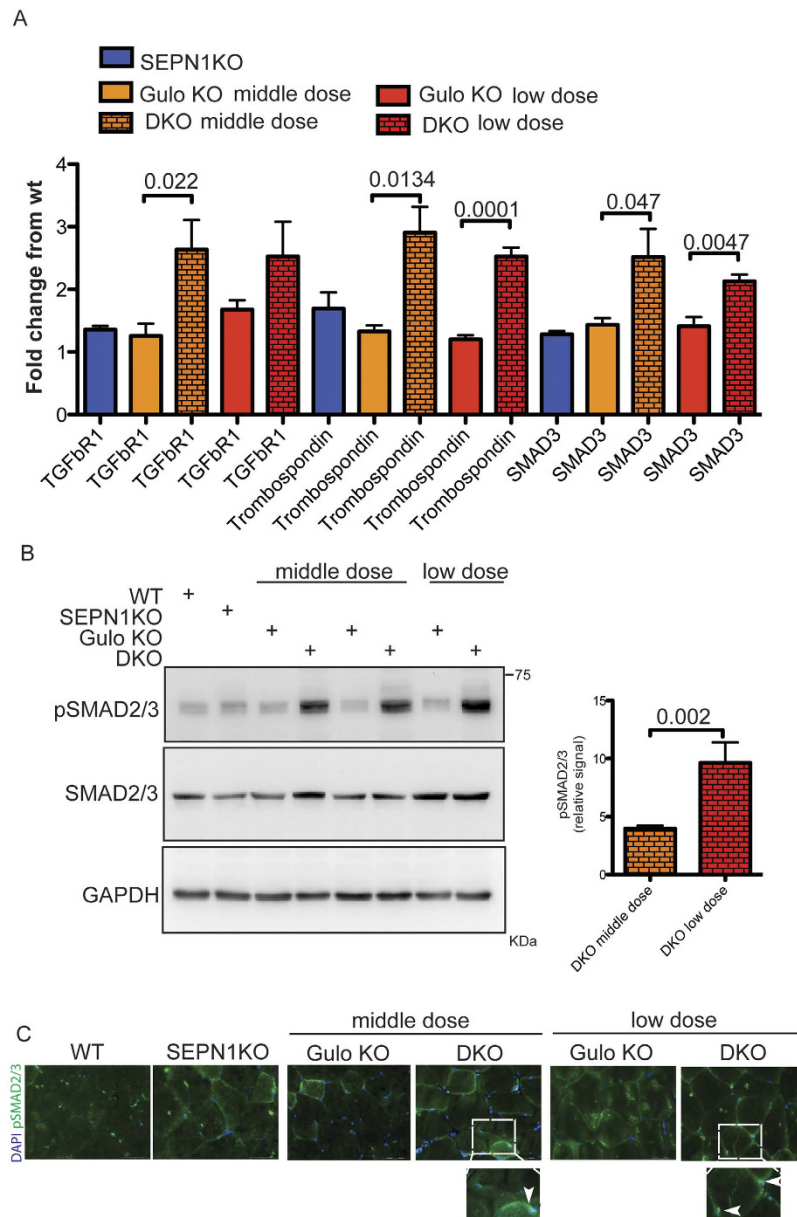 A
SEPN1KO
Gulo KO middle dose
Gulo KO low dose
DKO middle dose
DKO low dose
Fold change from wt
4
3
2
1
0
0.022
0.0134
0.0001
0.047
0.0047
TGFbR1
TGFbR1
TGFbR1
TGFbR1
TGFbR1
Trombospondin
Trombospondin
Trombospondin
Trombospondin
Trombospondin
SMAD3
SMAD3
SMAD3
SMAD3
SMAD3
B
middle dose
low dose
WT +
SEPN1KO +
Gulo KO + + +
DKO + + +
75
pSMAD2/3
SMAD2/3
GAPDH
KDa
pSMAD2/3
(relative signal)
15
10
5
0
0.002
DKO middle dose
DKO low dose
C
middle dose
low dose
WT
SEPN1KO
Gulo KO
DKO
Gulo KO
DKO
DAPI pSMAD2/3